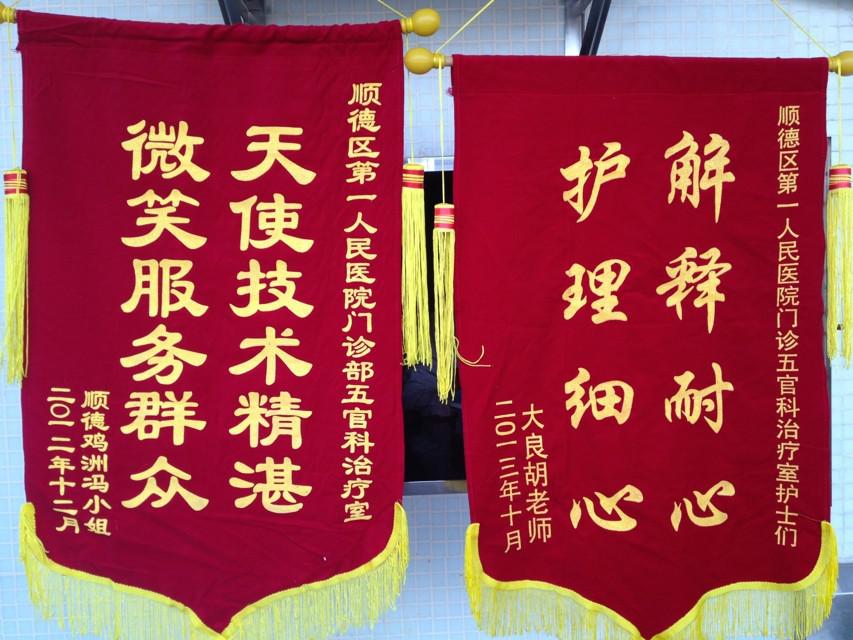 顺德区第一人民医院门诊部五官科治疗室
天使技术精湛
微笑服务群众
顺德鸡洲冯小姐
二〇一二年十二月
顺德区第一人民医院门诊五官科治疗室护士们
解释耐心
护理细心
大良胡老师
二〇一三年十月